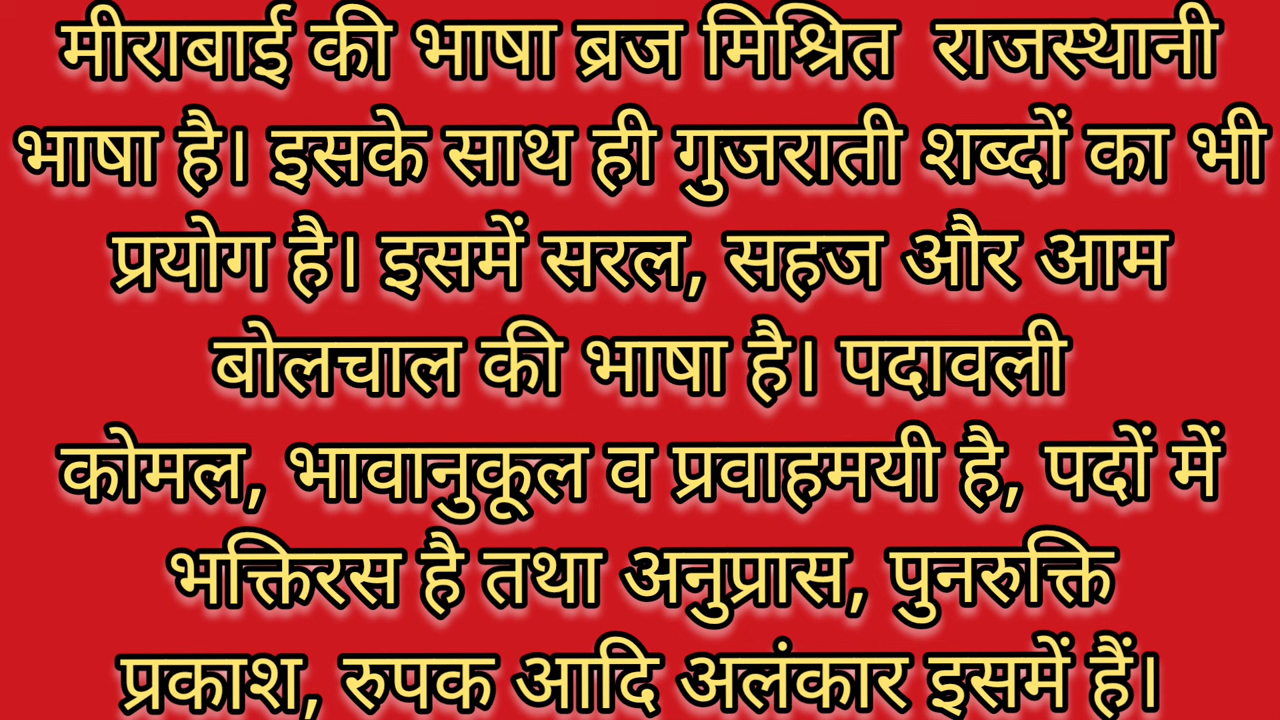 मीराबाई की भाषा ब्रज मिश्रित राजस्थानी
भाषा है। इसके साथ ही गुजराती शब्दों का भी
प्रयोग है। इसमें सरल, सहज और आम
बोलचाल की भाषा है। पदावली
कोमल, भावानुकूल व प्रवाहमयी है, पदों में
भक्तिरस है तथा अनुप्रास, पुनरुक्ति
प्रकाश, रुपक आदि अलंकार इसमें हैं।